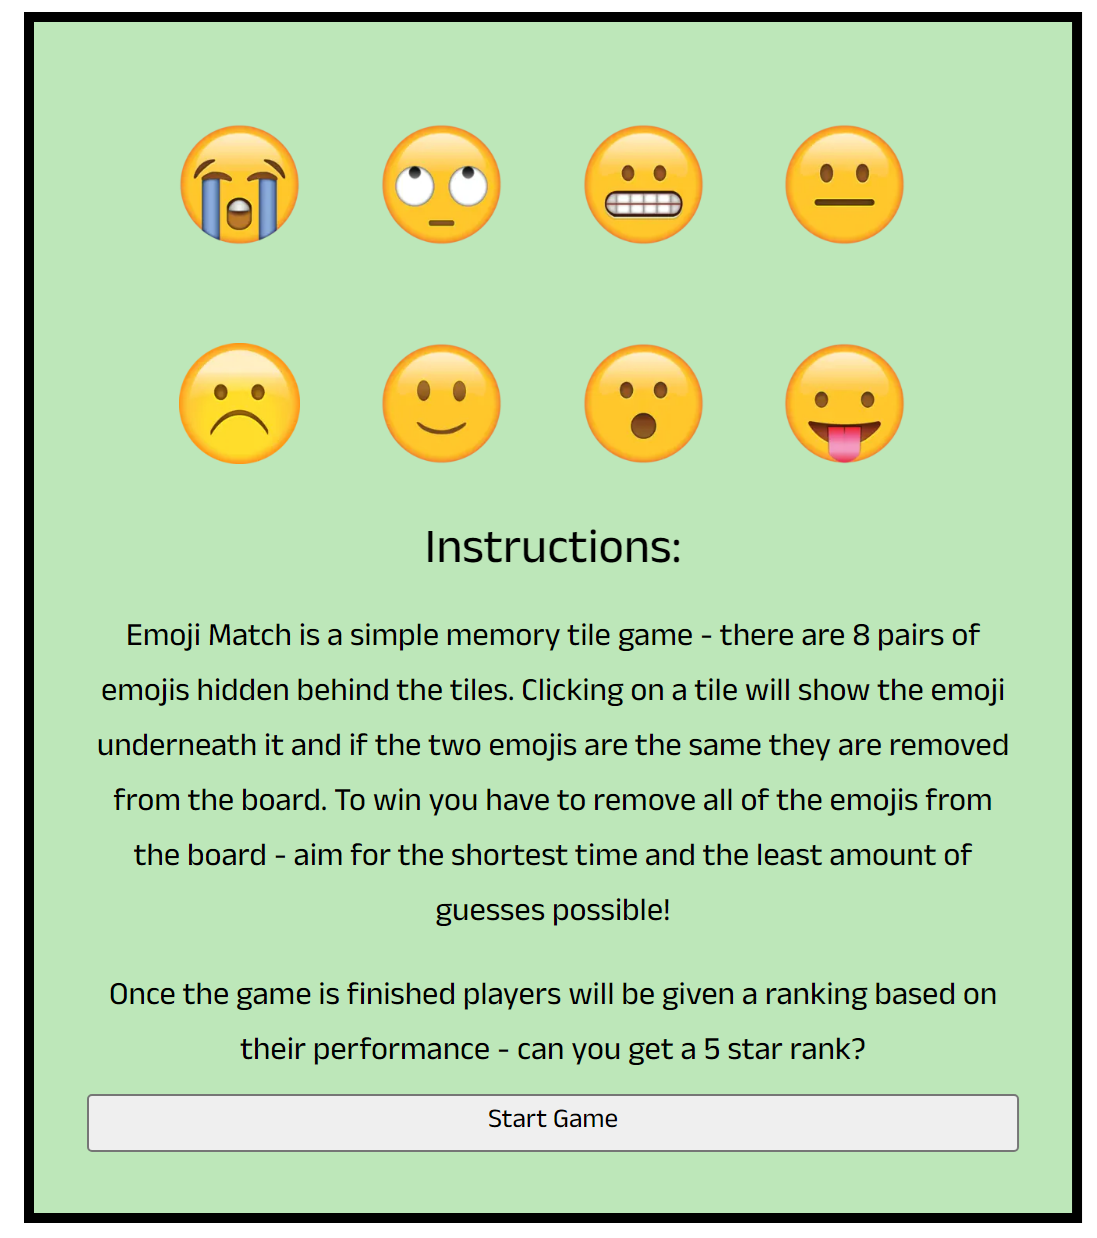 Instructions:
Emoji Match is a simple memory tile game - there are 8 pairs of
emojis hidden behind the tiles. Clicking on a tile will show the emoji
underneath it and if the two emojis are the same they are removed
from the board. To win you have to remove all of the emojis from
the board - aim for the shortest time and the least amount of
guesses possible!
Once the game is finished players will be given a ranking based on
their performance - can you get a 5 star rank?
Start Game